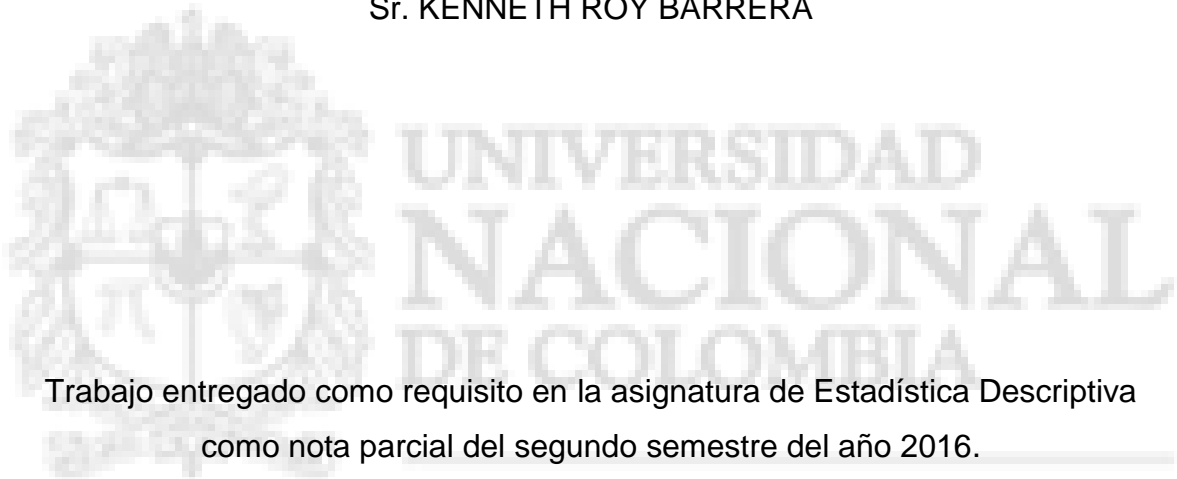 Sr. KENNETH ROY BARRERA
UNIVERSIDAD
NACIONAL
DE COLOMBIA
Trabajo entregado como requisito en la asignatura de Estadística Descriptiva
como nota parcial del segundo semestre del año 2016.